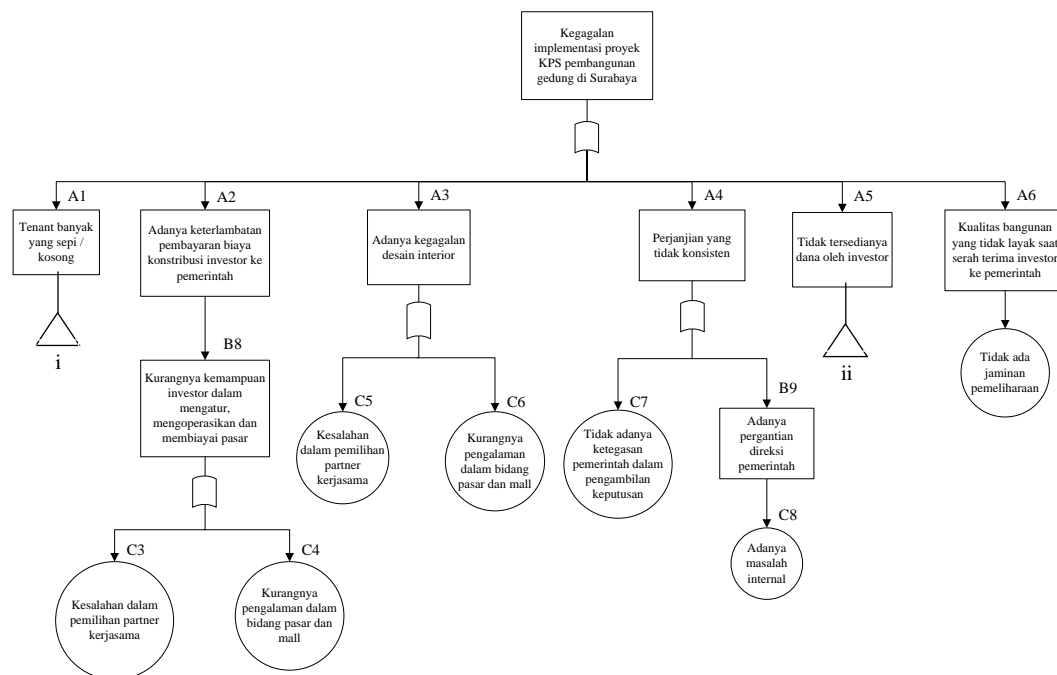 Kegagalan
implementasi proyek
KPS pembangunan
gedung di Surabaya
A1
A2
A3
A4
A5
A6
Tenant banyak
yang sepi /
kosong
i
Adanya keterlambatan
pembayaran biaya
konstribusi investor ke
pemerintah
Adanya kegagalan
desain interior
Perjanjian yang
tidak konsisten
Tidak tersedianya
dana oleh investor
ii
Kualitas bangunan
yang tidak layak saat
serah terima investor
ke pemerintah
Tidak ada
jaminan
pemeliharaan
B8
Kurangnya kemampuan
investor dalam
mengatur,
mengoperasikan dan
membiayai pasar
C5
Kesalahan
dalam pemilihan
partner
kerjasama
C6
Kurangnya
pengalaman
dalam bidang
pasar dan mall
C7
Tidak adanya
ketegasan
pemerintah dalam
pengambilan
keputusan
B9
Adanya
pergantian
direksi
pemerintah
C8
Adanya
masalah
internal
C3
Kesalahan dalam
pemilihan partner
kerjasama
C4
Kurangnya
pengalaman dalam
bidang pasar dan
mall